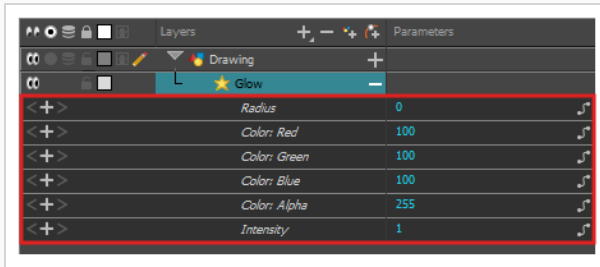 Layers Parameters
Drawing
Glow
Radius 0
Color: Red 100
Color: Green 100
Color: Blue 100
Color: Alpha 255
Intensity 1